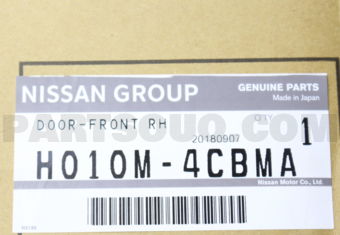 NISSAN GROUP
GENUINE PARTS
Made in Japan
DOOR-FRONT RH
20180907
QTY
1
H010M-4CBMA
Nissan Motor Co., Ltd